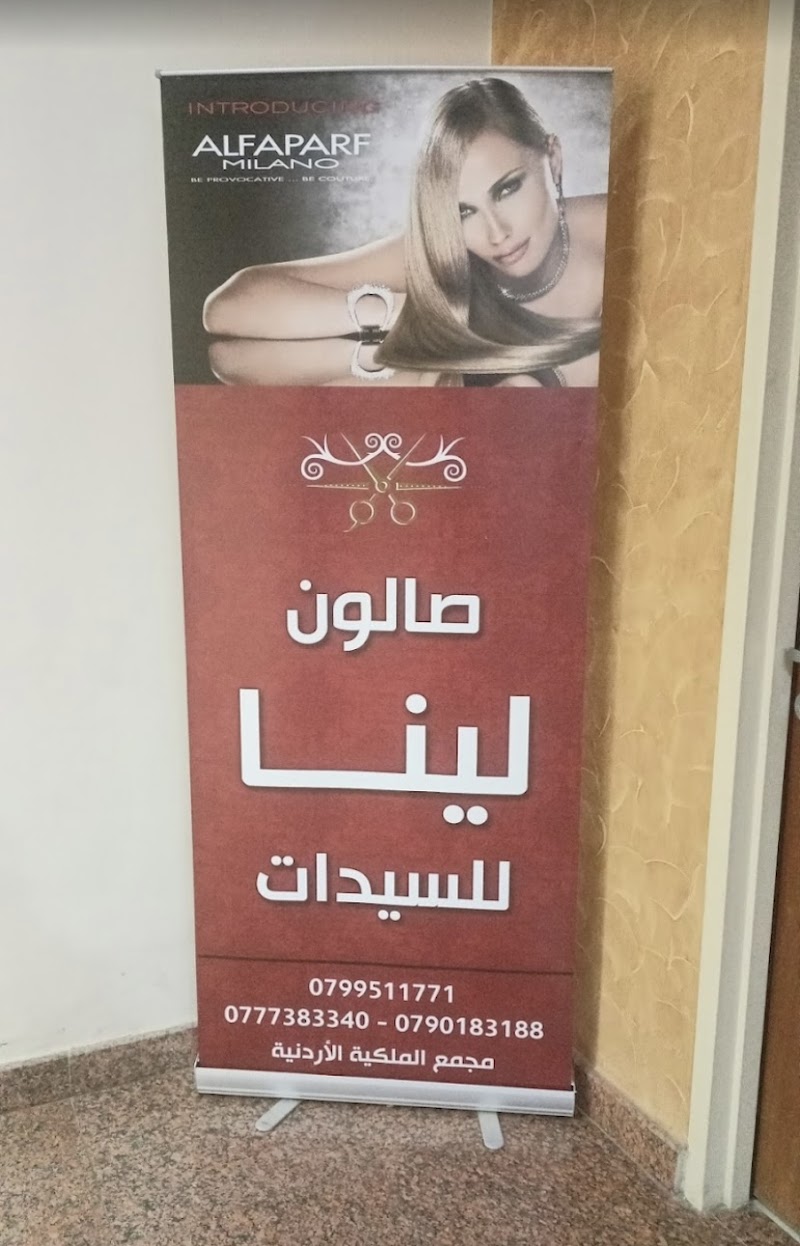 INTRODUCING
ALFAPARF
MILANO
BE PROVOCATIVE ... BE COUTURE
صالون
لينا
للسيدات
0799511771
0777383340 - 0790183188
مجمع الملكية الأردنية